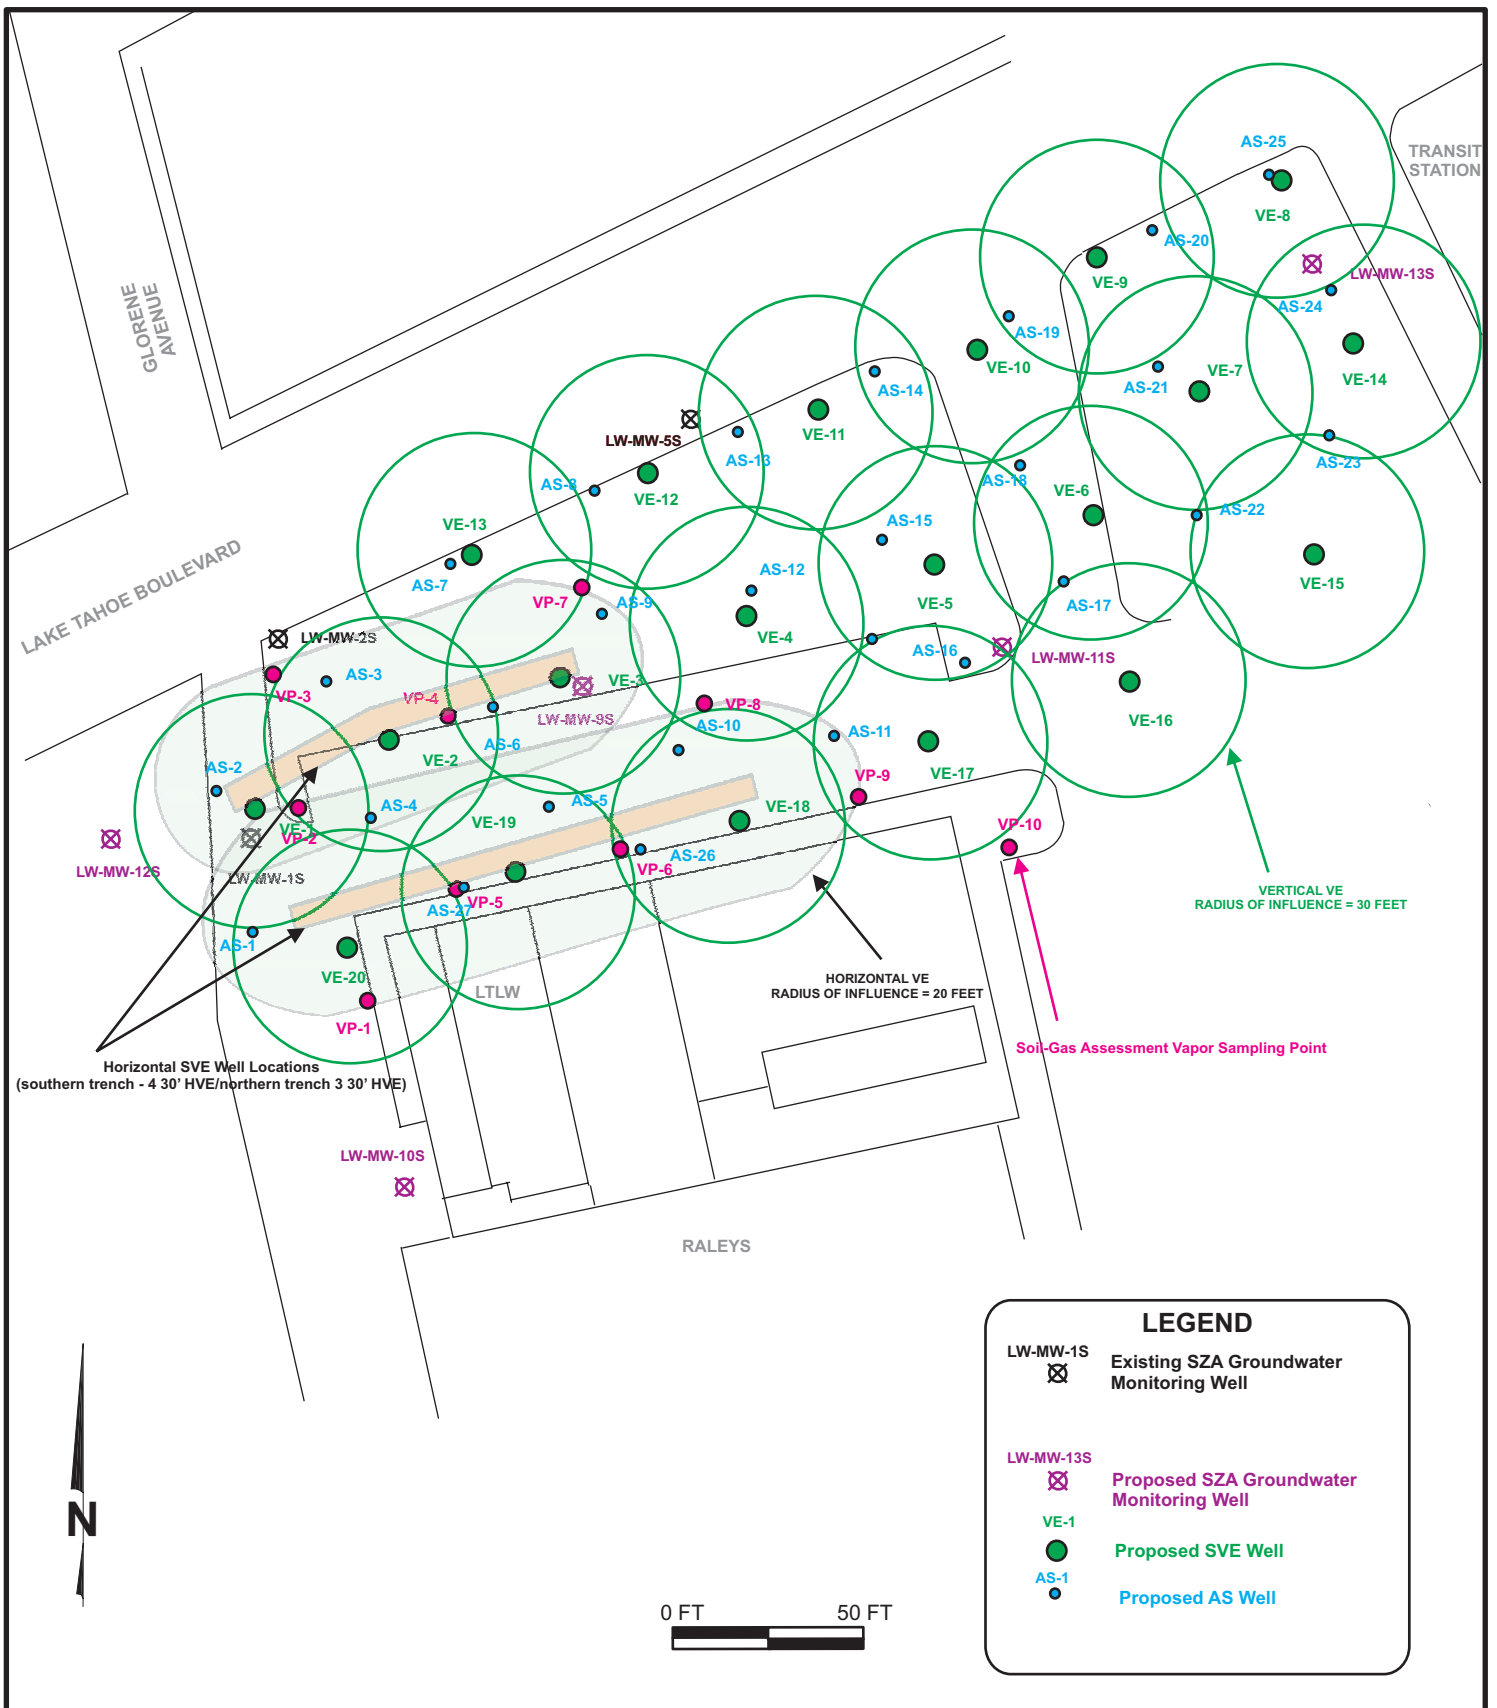 AS-25
TRANSIT
STATION
VE-8
AS-20
LW-MW-13S
VE-9
AS-24
GLORENE
AVENUE
AS-19
VE-10
VE-14
VE-7
AS-21
AS-14
VE-11
LW-MW-5S
AS-13
AS-23
AS-18
AS-8
VE-12
VE-6
AS-22
AS-15
VE-13
LAKE TAHOE BOULEVARD
AS-7
AS-12
VE-15
VE-5
AS-17
VP-7
AS-9
VE-4
LW-MW-2S
AS-16
LW-MW-11S
AS-3
VP-3
VE-3
VP-4
VE-16
VP-8
LW-MW-9S
AS-6
AS-10
AS-11
VE-2
VE-17
AS-2
VP-9
AS-5
AS-4
VE-18
VE-19
VE-1
VP-2
VP-10
AS-26
VP-6
LW-MW-12S
LW-MW-1S
VERTICAL VE
RADIUS OF INFLUENCE = 30 FEET
VP-5
AS-27
AS-1
VE-20
HORIZONTAL VE
RADIUS OF INFLUENCE = 20 FEET
LTLW
VP-1
Soil-Gas Assessment Vapor Sampling Point
Horizontal SVE Well Locations
(southern trench - 4 30' HVE/northern trench 3 30' HVE)
LW-MW-10S
RALEYS
LEGEND
LW-MW-1S
Existing SZA Groundwater
Monitoring Well
LW-MW-13S
Proposed SZA Groundwater
Monitoring Well
VE-1
Proposed SVE Well
AS-1
Proposed AS Well
N
0 FT
50 FT